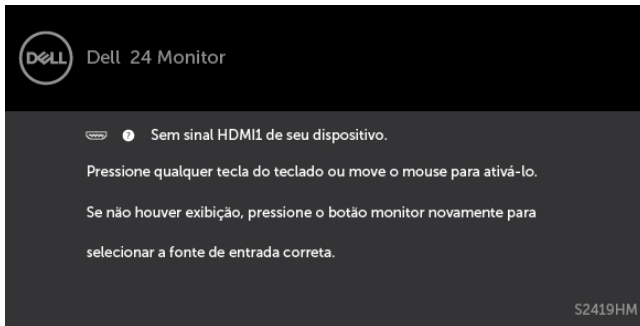 DELL
Dell 24 Monitor
? Sem sinal HDMI1 de seu dispositivo.
Pressione qualquer tecla do teclado ou move o mouse para ativá-lo.
Se não houver exibição, pressione o botão monitor novamente para
selecionar a fonte de entrada correta.
S2419HM